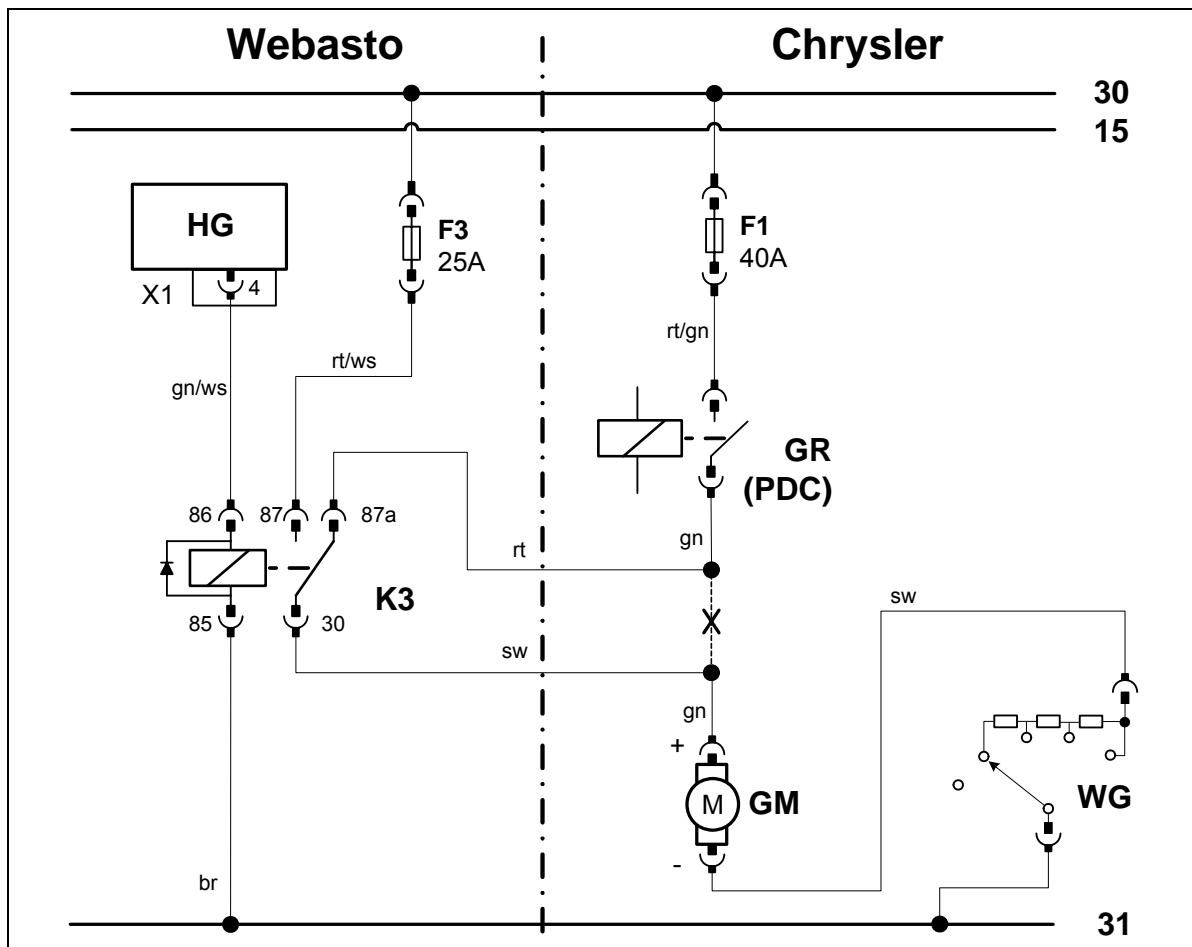 Webasto
Chrysler
30
15
HG
X1
4
F3
25A
F1
40A
rt/gn
rt/ws
gn/ws
GR
(PDC)
86
87
87a
gn
rt
K3
85
30
sw
sw
gn
+
M
GM
-
WG
br
31